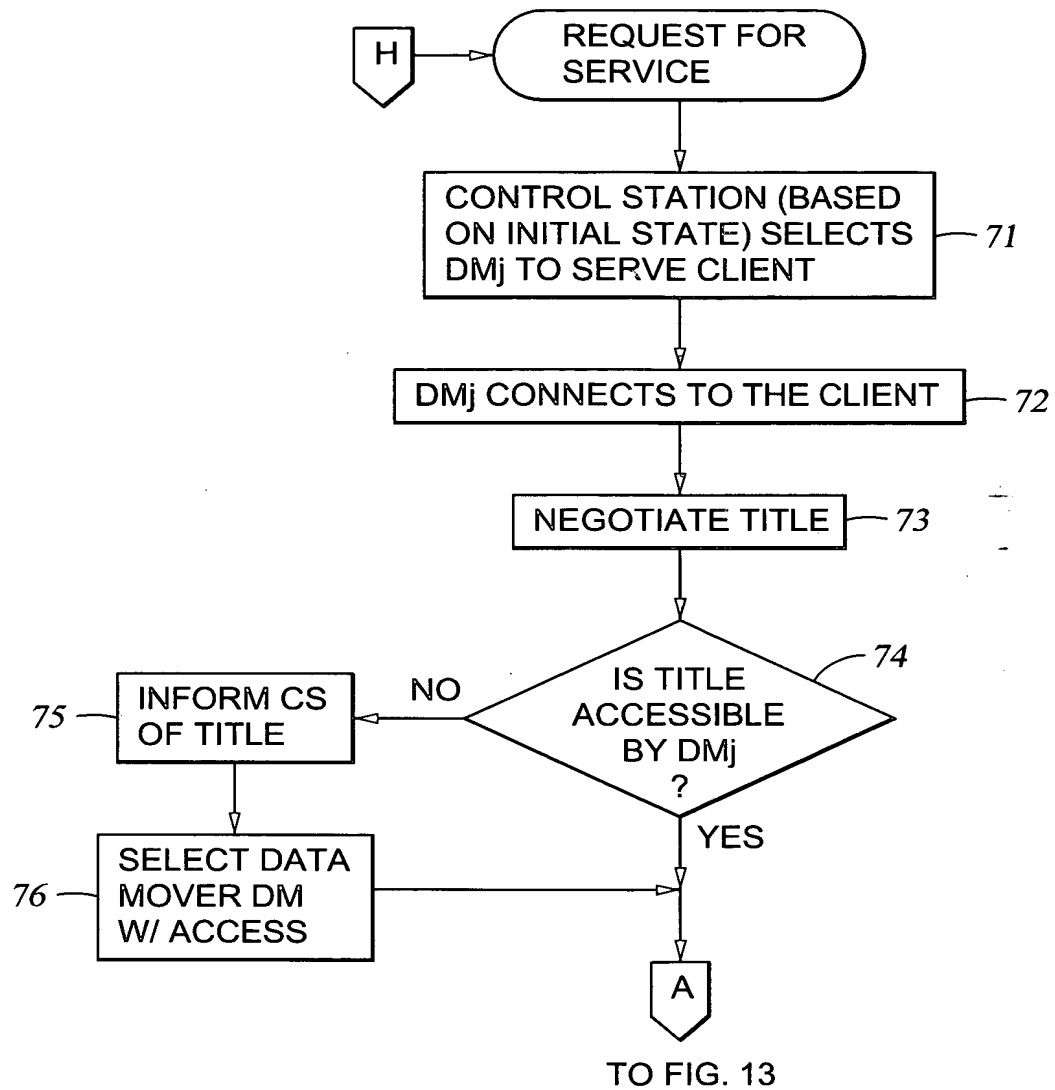 H
REQUEST FOR
SERVICE
CONTROL STATION (BASED
ON INITIAL STATE) SELECTS
DMj TO SERVE CLIENT
71
DMj CONNECTS TO THE CLIENT
72
NEGOTIATE TITLE
73
IS TITLE
ACCESSIBLE
BY DMj
?
74
NO
INFORM CS
OF TITLE
75
YES
SELECT DATA
MOVER DM
W/ ACCESS
76
A
TO FIG. 13